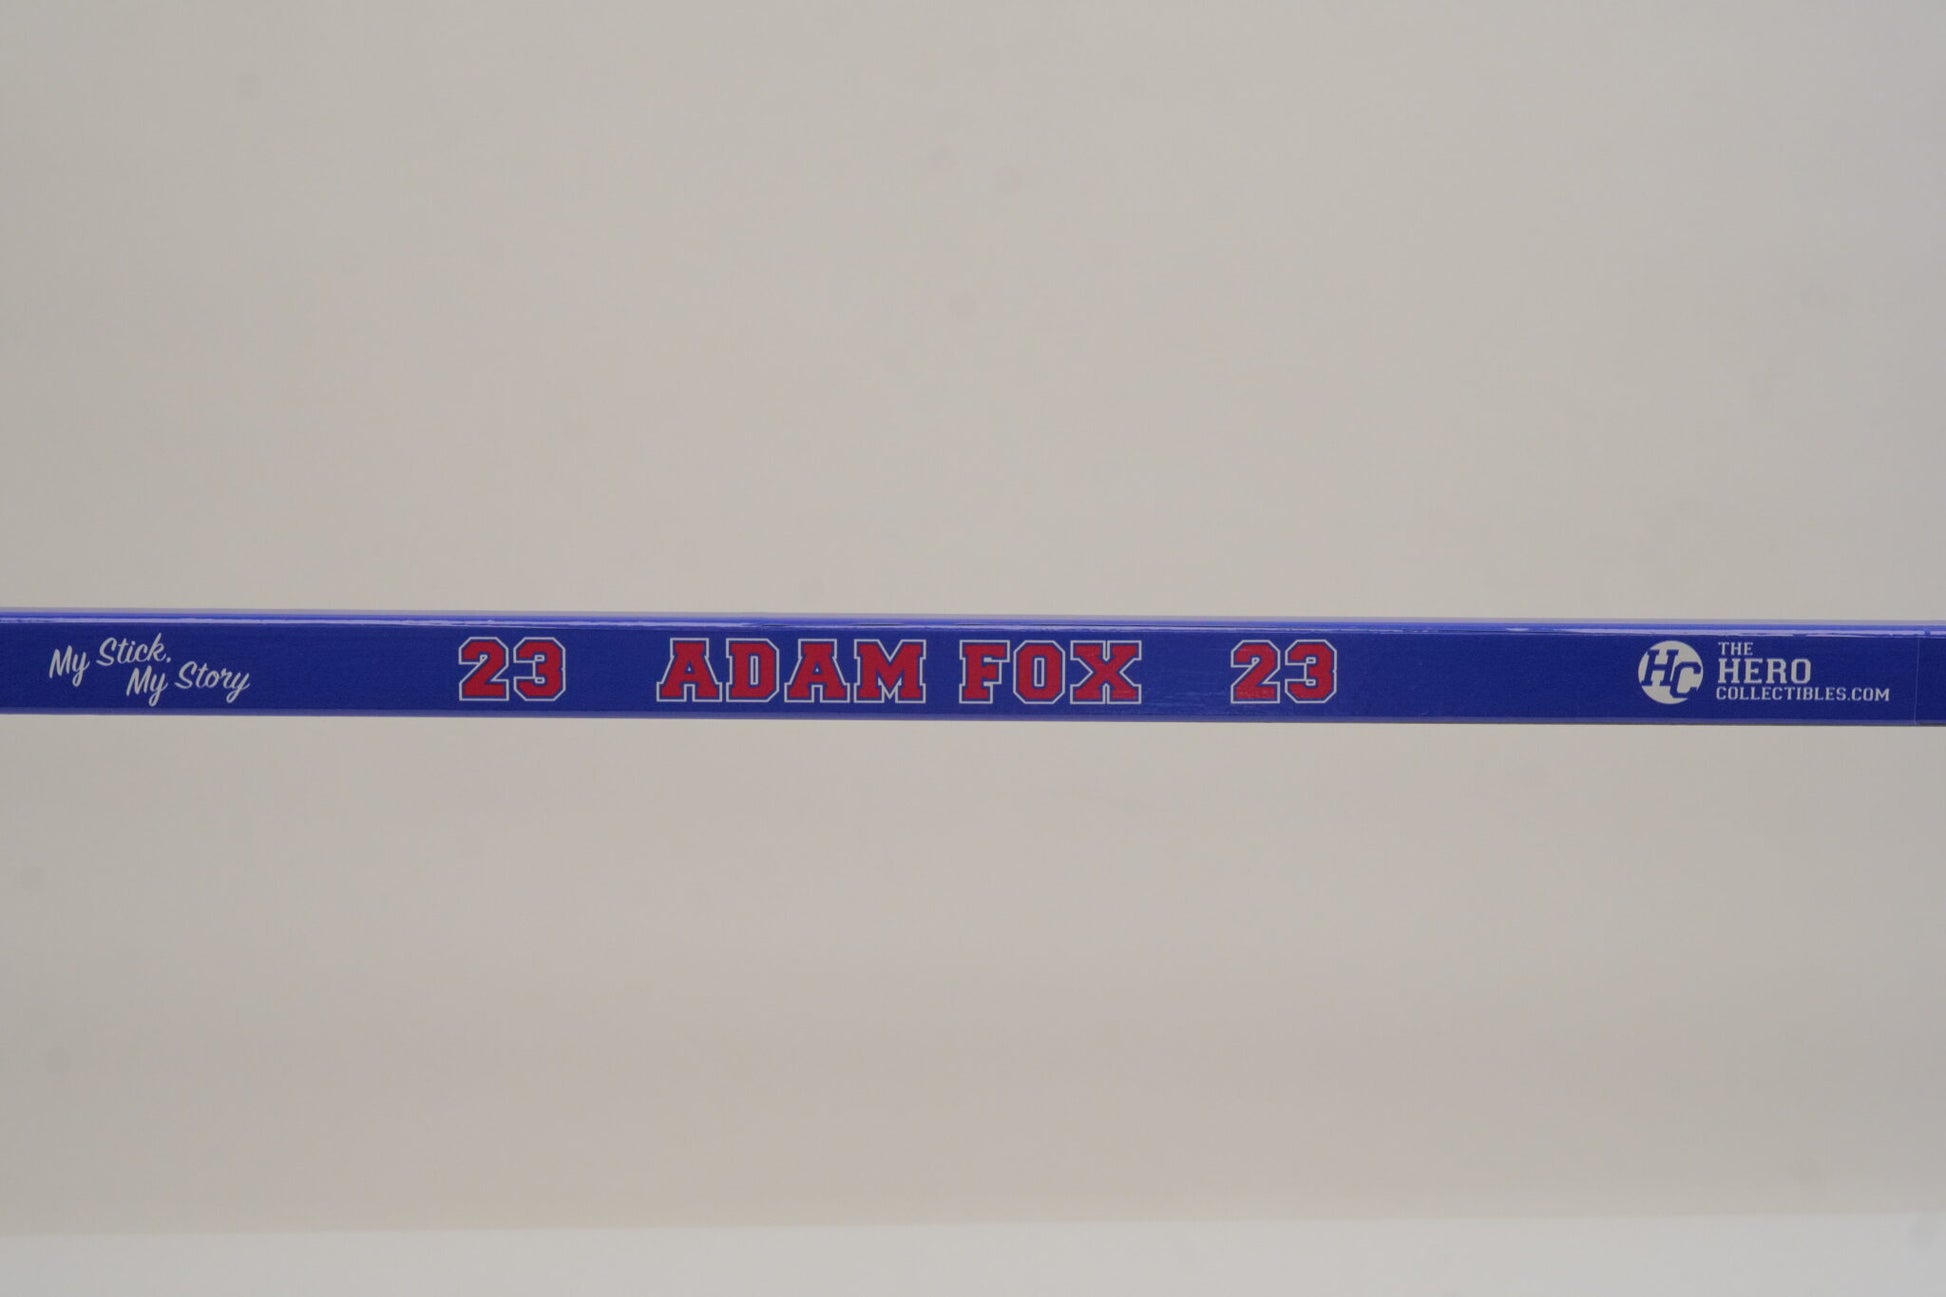 My Stick.
My Story
23 ADAM FOX 23
HC
THE
HERO
COLLECTIBLES.COM